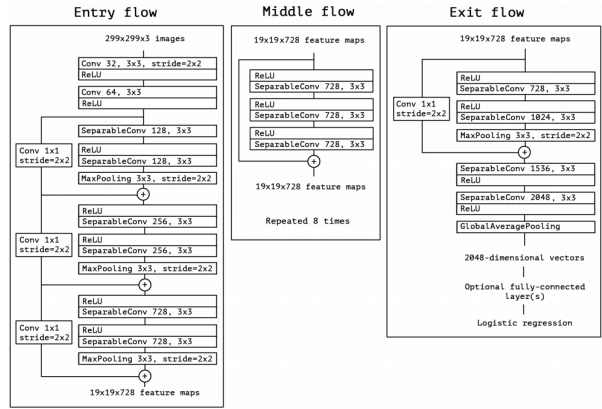 Entry flow
299x299x3 images
Conv 32, 3x3, stride=2x2
ReLU
Conv 64, 3x3
ReLU
SeparableConv 128, 3x3
Conv 1x1
stride=2x2
ReLU
SeparableConv 128, 3x3
MaxPooling 3x3, stride=2x2
+
ReLU
SeparableConv 256, 3x3
Conv 1x1
stride=2x2
ReLU
SeparableConv 256, 3x3
MaxPooling 3x3, stride=2x2
+
ReLU
SeparableConv 728, 3x3
Conv 1x1
stride=2x2
ReLU
SeparableConv 728, 3x3
MaxPooling 3x3, stride=2x2
+
19x19x728 feature maps
Middle flow
19x19x728 feature maps
ReLU
SeparableConv 728, 3x3
ReLU
SeparableConv 728, 3x3
ReLU
SeparableConv 728, 3x3
+
19x19x728 feature maps
Repeated 8 times
Exit flow
19x19x728 feature maps
ReLU
SeparableConv 728, 3x3
Conv 1x1
stride=2x2
ReLU
SeparableConv 1024, 3x3
MaxPooling 3x3, stride=2x2
+
SeparableConv 1536, 3x3
ReLU
SeparableConv 2048, 3x3
ReLU
GlobalAveragePooling
2048-dimensional vectors
Optional fully-connected
layer(s)
Logistic regression